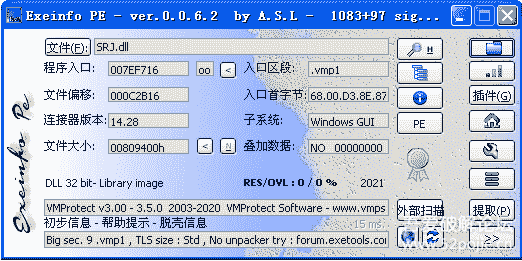 Exeinfo PE - ver.0.0.6.2 by A.S.L - 1083+97 sig...
Exeinfo Pe
文件(F): SRJ.dll
程序入口: 007EF716 oo < 入口区段: .vmp1
文件偏移: 000C2B16 入口首字节: 68.00.D3.8E.87
连接器版本: 14.28 子系统: Windows GUI PE
文件大小: 00809400h < N 叠加数据: NO 00000000
DLL 32 bit- Library image RES/OVL : 0 / 0 % 2021
H
插件(G)
VMProtect v3.00 - 3.5.0 2003-2020 VMProtect Software - www.vmps
外部扫描 提取(P)
初步信息 - 帮助提示 - 脱壳信息 15 ms.
Big sec. 9 .vmp1 , TLS size : Std , No unpacker try : forum.exetools.cor
>>
www.52pojie.cn